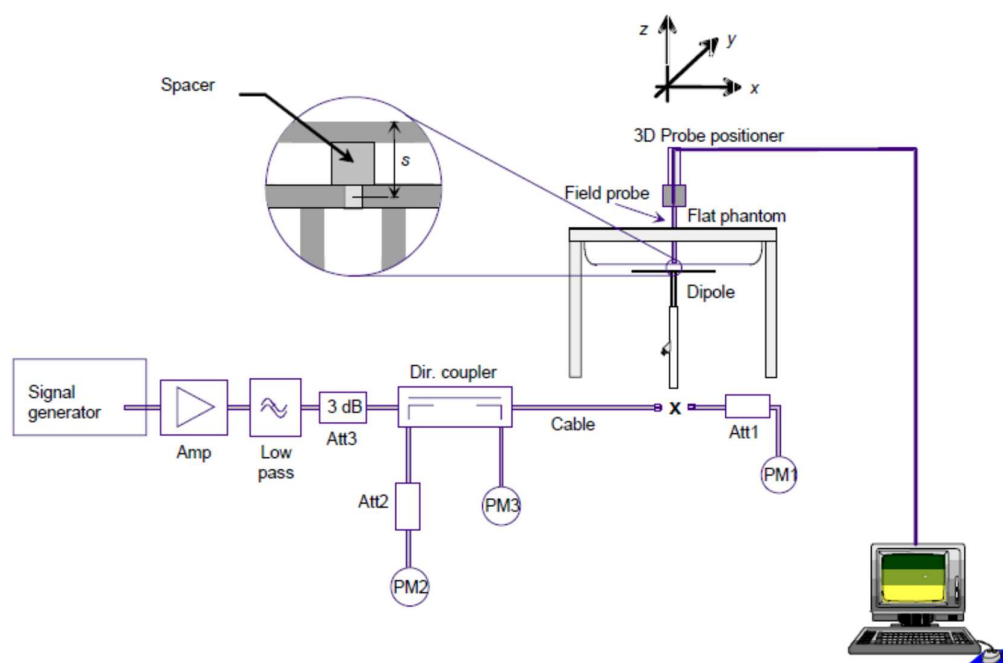 z
y
x
Spacer
s
3D Probe positioner
Field probe
Flat phantom
Dipole
Signal
generator
Amp
Low
pass
3 dB
Att3
Dir. coupler
Cable
X
Att1
PM1
Att2
PM3
PM2